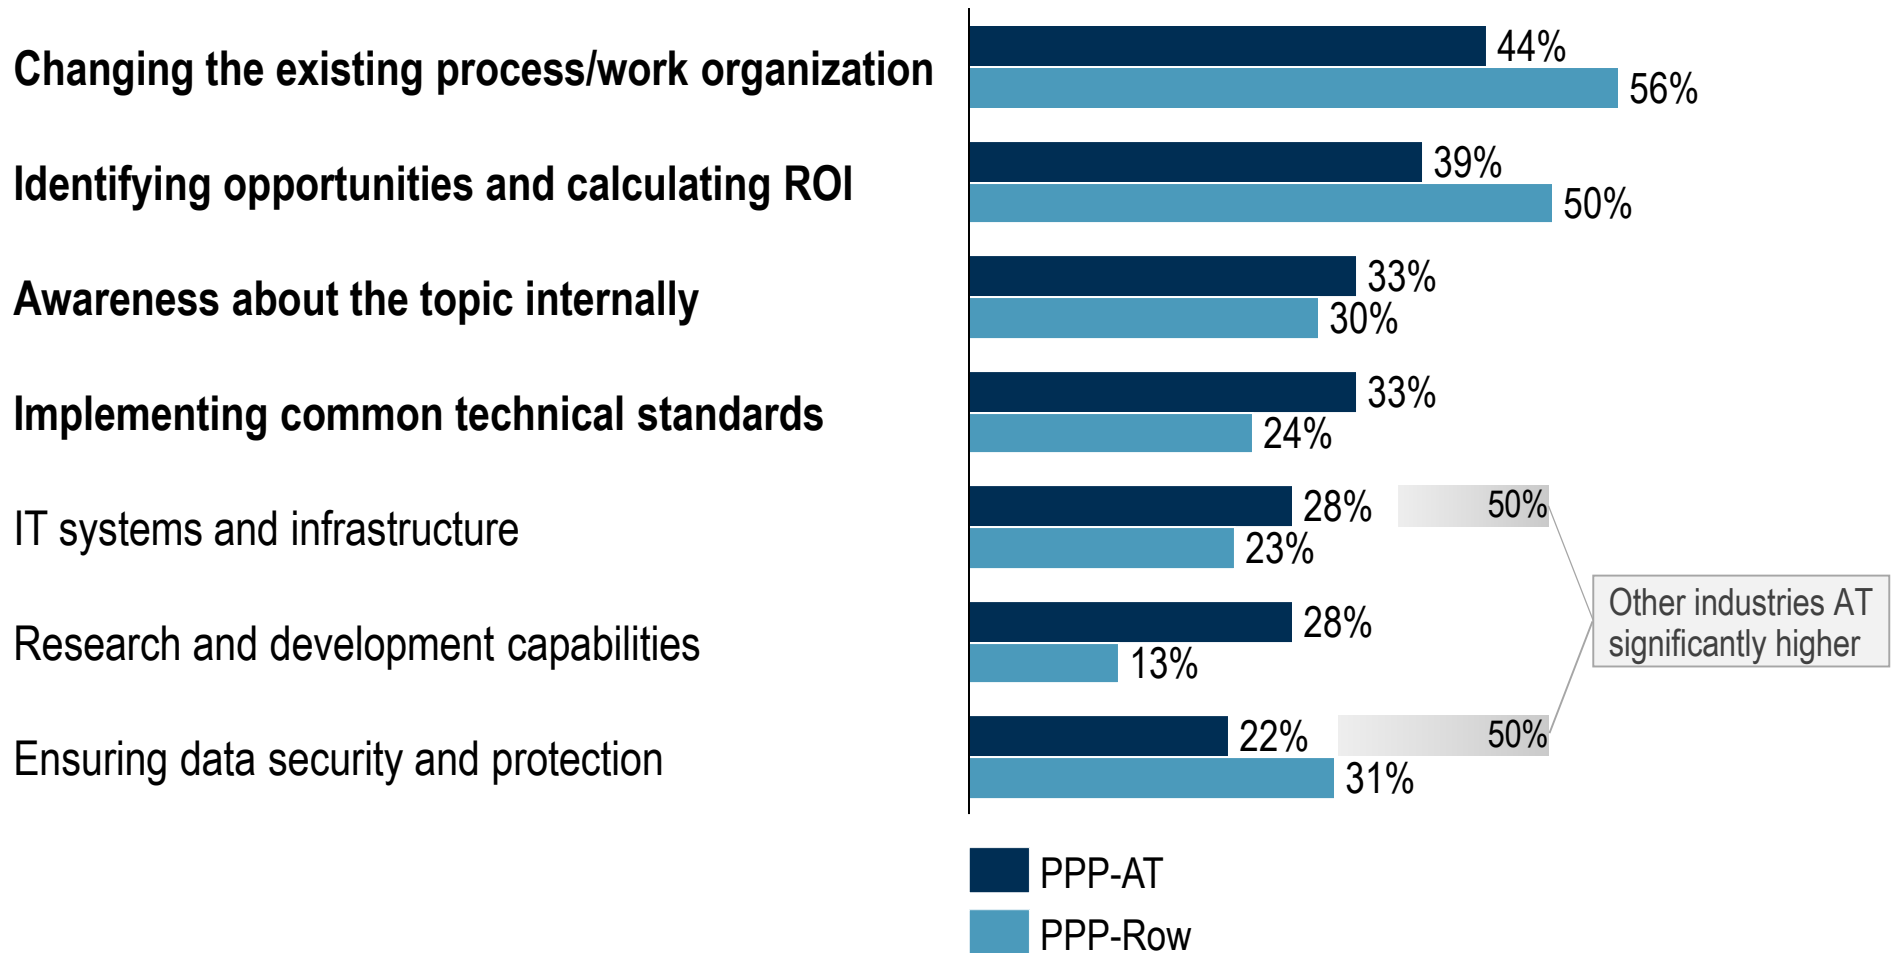 Changing the existing process/work organization
44%
56%
Identifying opportunities and calculating ROI
39%
50%
Awareness about the topic internally
33%
30%
Implementing common technical standards
33%
24%
IT systems and infrastructure
28%
50%
23%
Other industries AT
significantly higher
Research and development capabilities
28%
13%
Ensuring data security and protection
22%
50%
31%
PPP-AT
PPP-Row